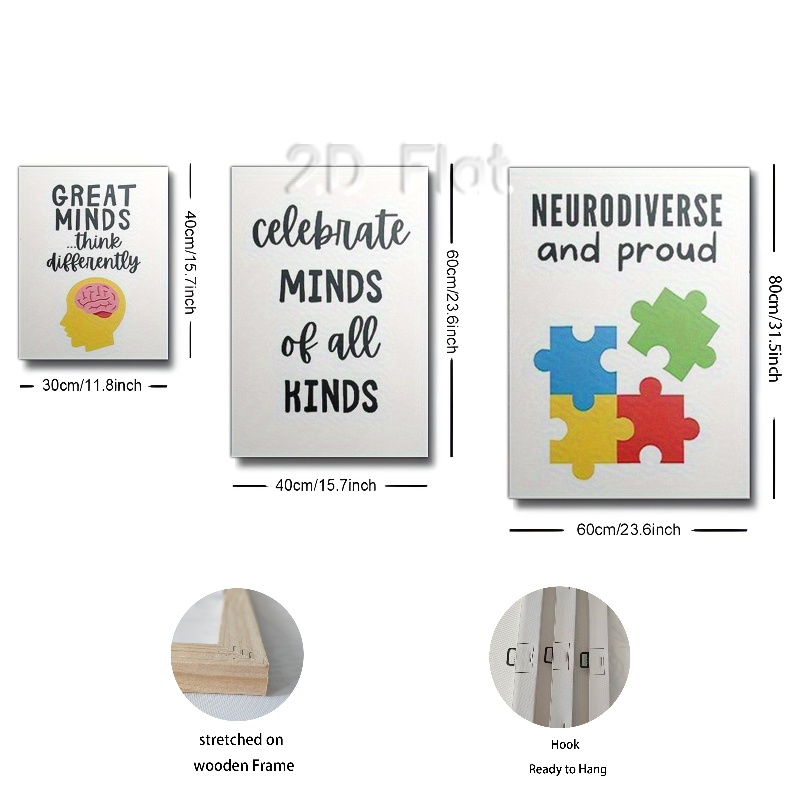 2D Flat
GREAT
MINDS
...think
differently
40cm/15.7inch
30cm/11.8inch
celebrate
MINDS
of all
KINDS
60cm/23.6inch
40cm/15.7inch
NEURODIVERSE
and proud
80cm/31.5inch
60cm/23.6inch
stretched on
wooden Frame
Hook
Ready to Hang